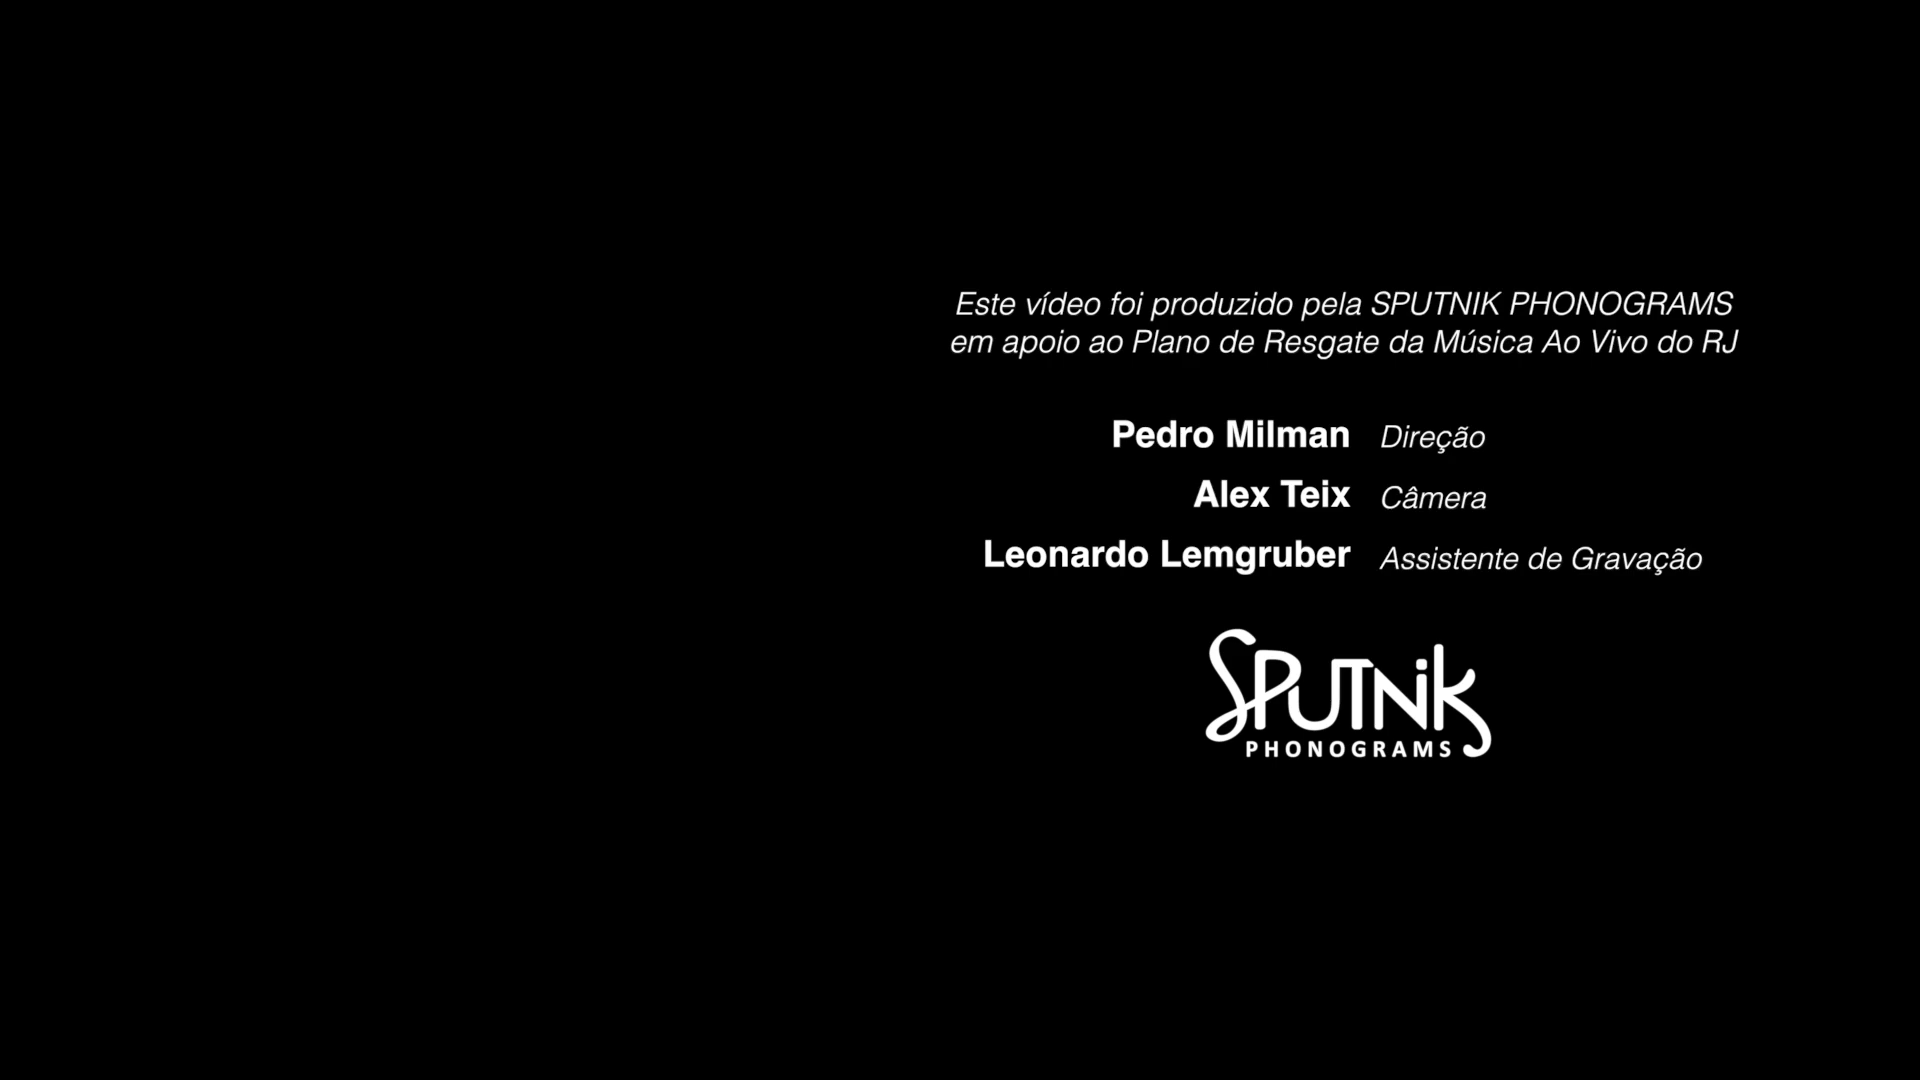 Este vídeo foi produzido pela SPUTNIK PHONOGRAMS
em apoio ao Plano de Resgate da Música Ao Vivo do RJ
Pedro Milman Direção
Alex Teix Câmera
Leonardo Lemgruber Assistente de Gravação
SPUTNiK
PHONOGRAMS